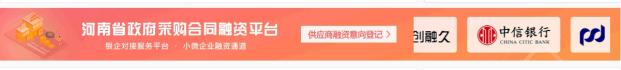 河南省政府采购合同融资平台
银企对接服务平台 · 小微企业融资通道
供应商融资意向登记 >
创融久
中信银行
CHINA CITIC BANK